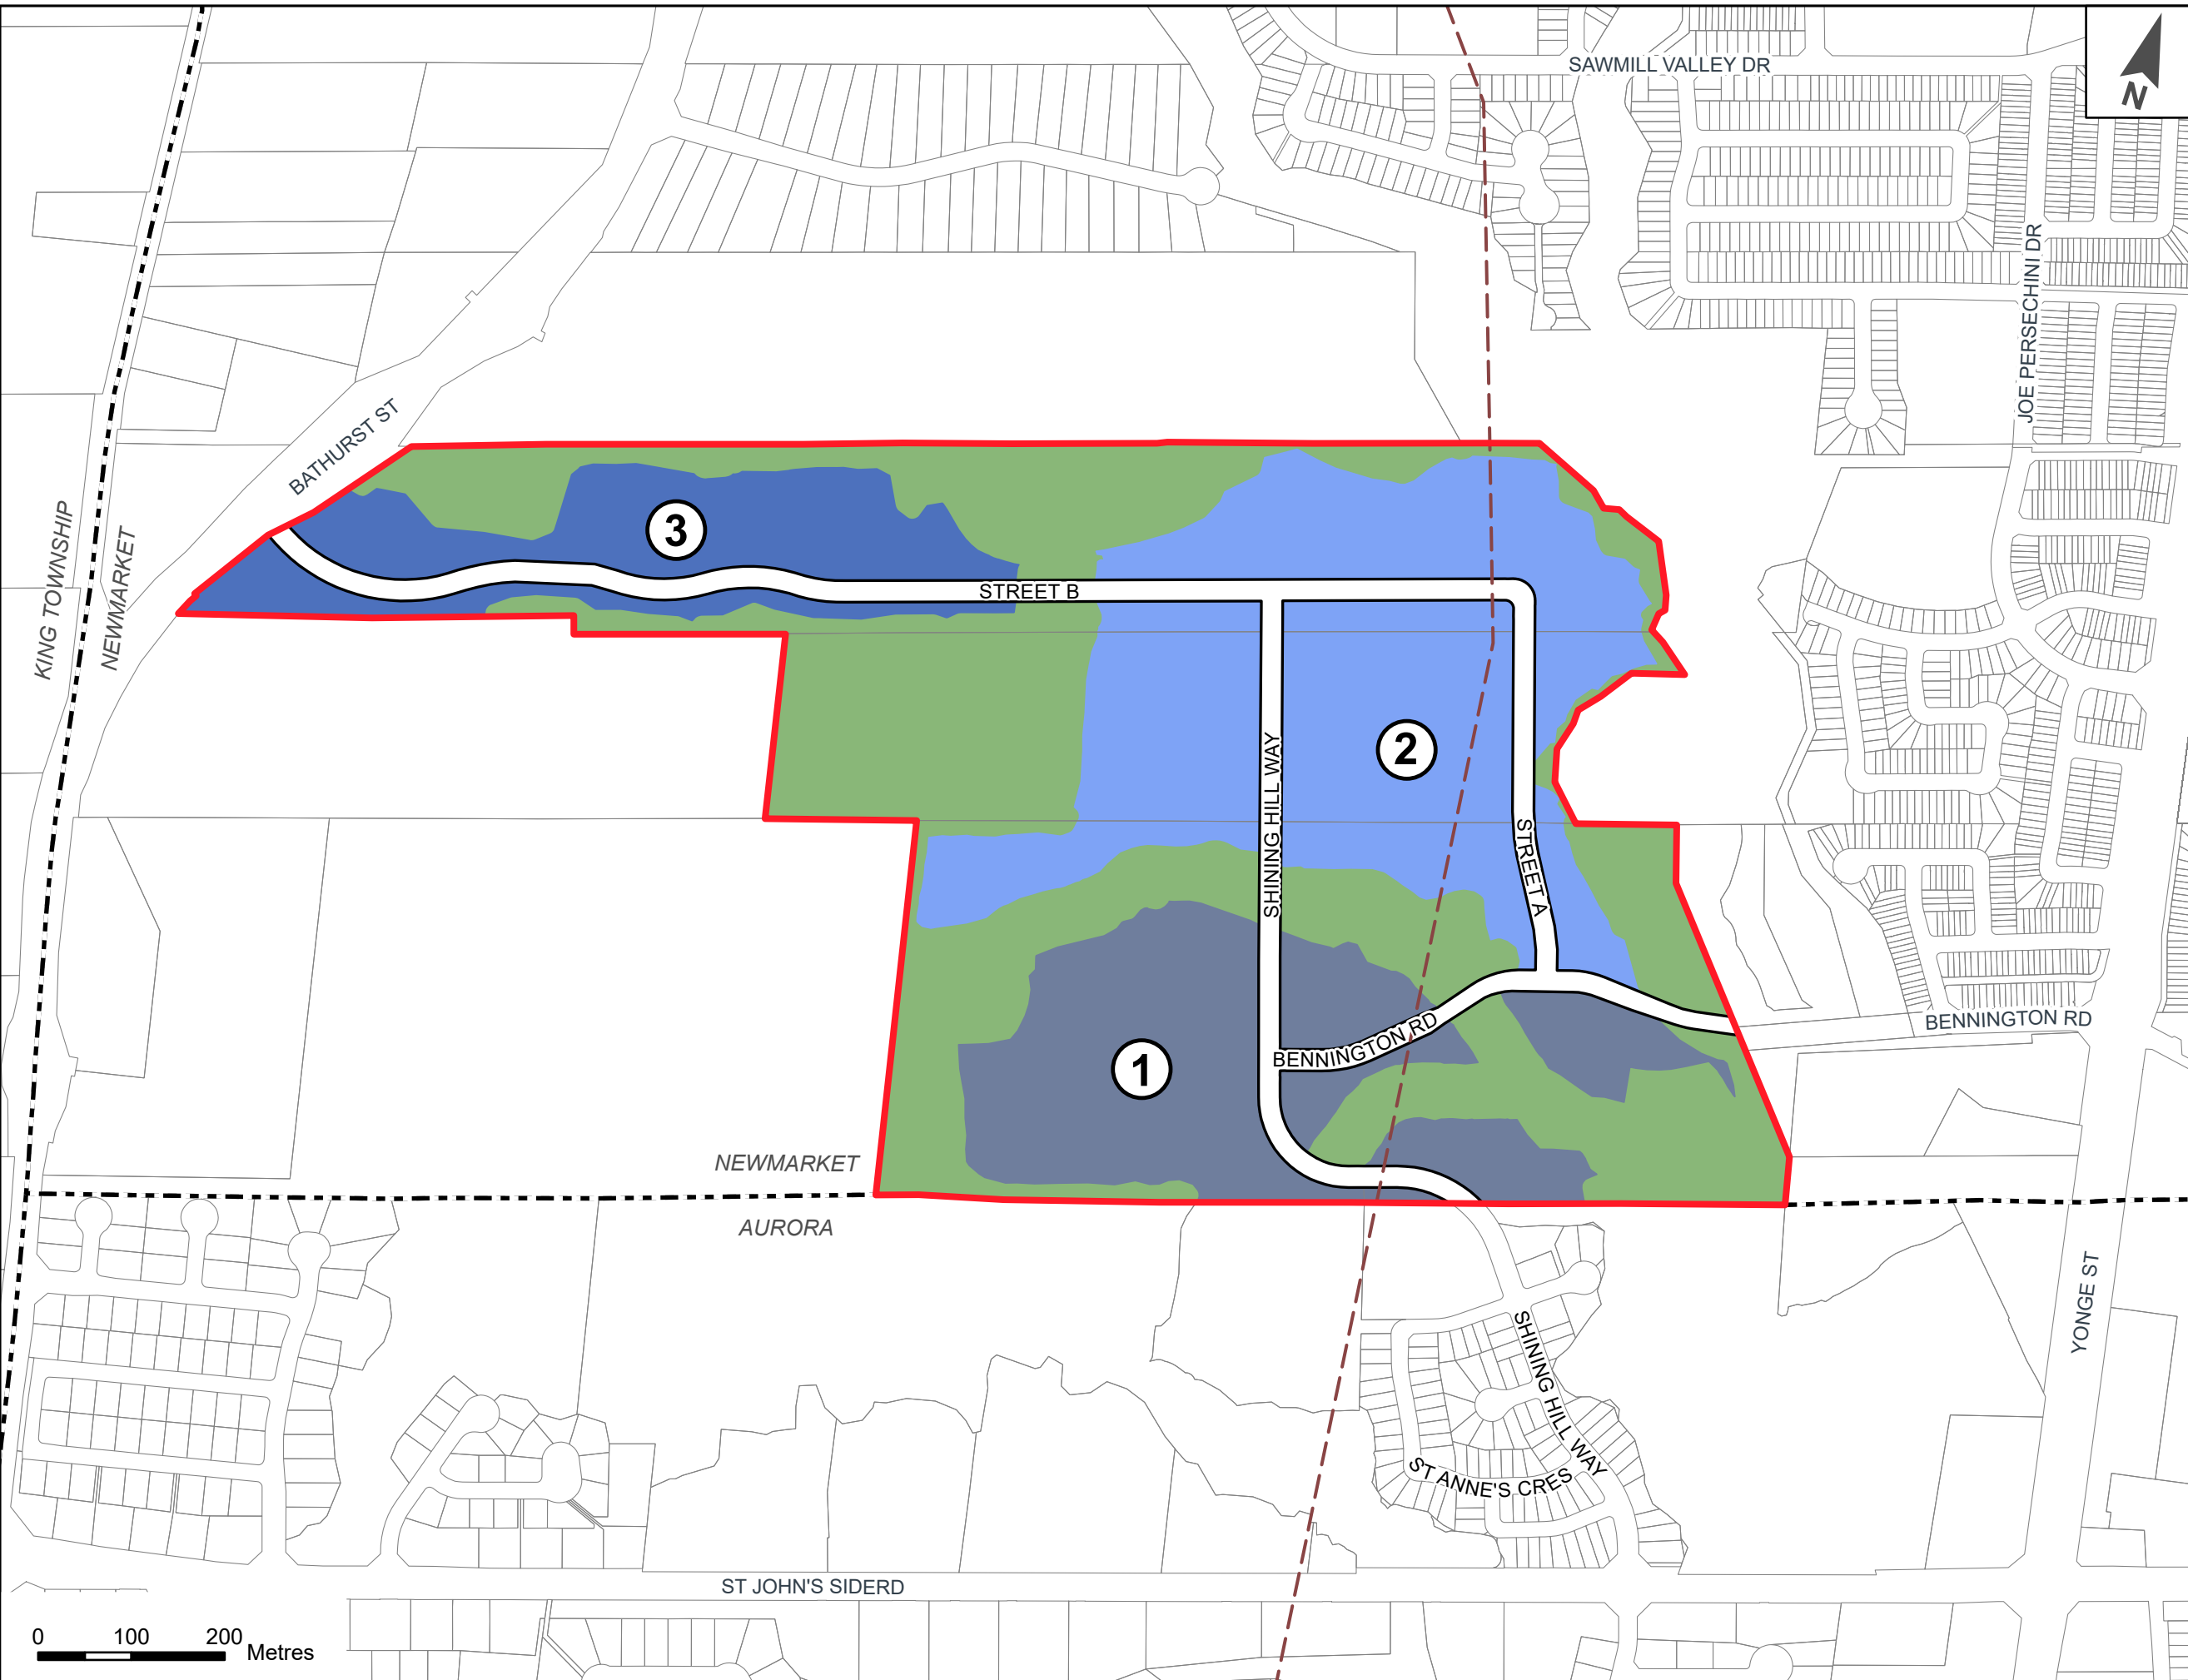 SAWMILL VALLEY DR
N
JOE PERSECHINI DR
BATHURST ST
KING TOWNSHIP
NEWMARKET
3
STREET B
SHINING HILL WAY
2
STREET A
BENNINGTON RD
BENNINGTON RD
1
NEWMARKET
AURORA
YONGE ST
SHINING HILL WAY
ST ANNE'S CRES
ST JOHN'S SIDERD
0 100 200 Metres